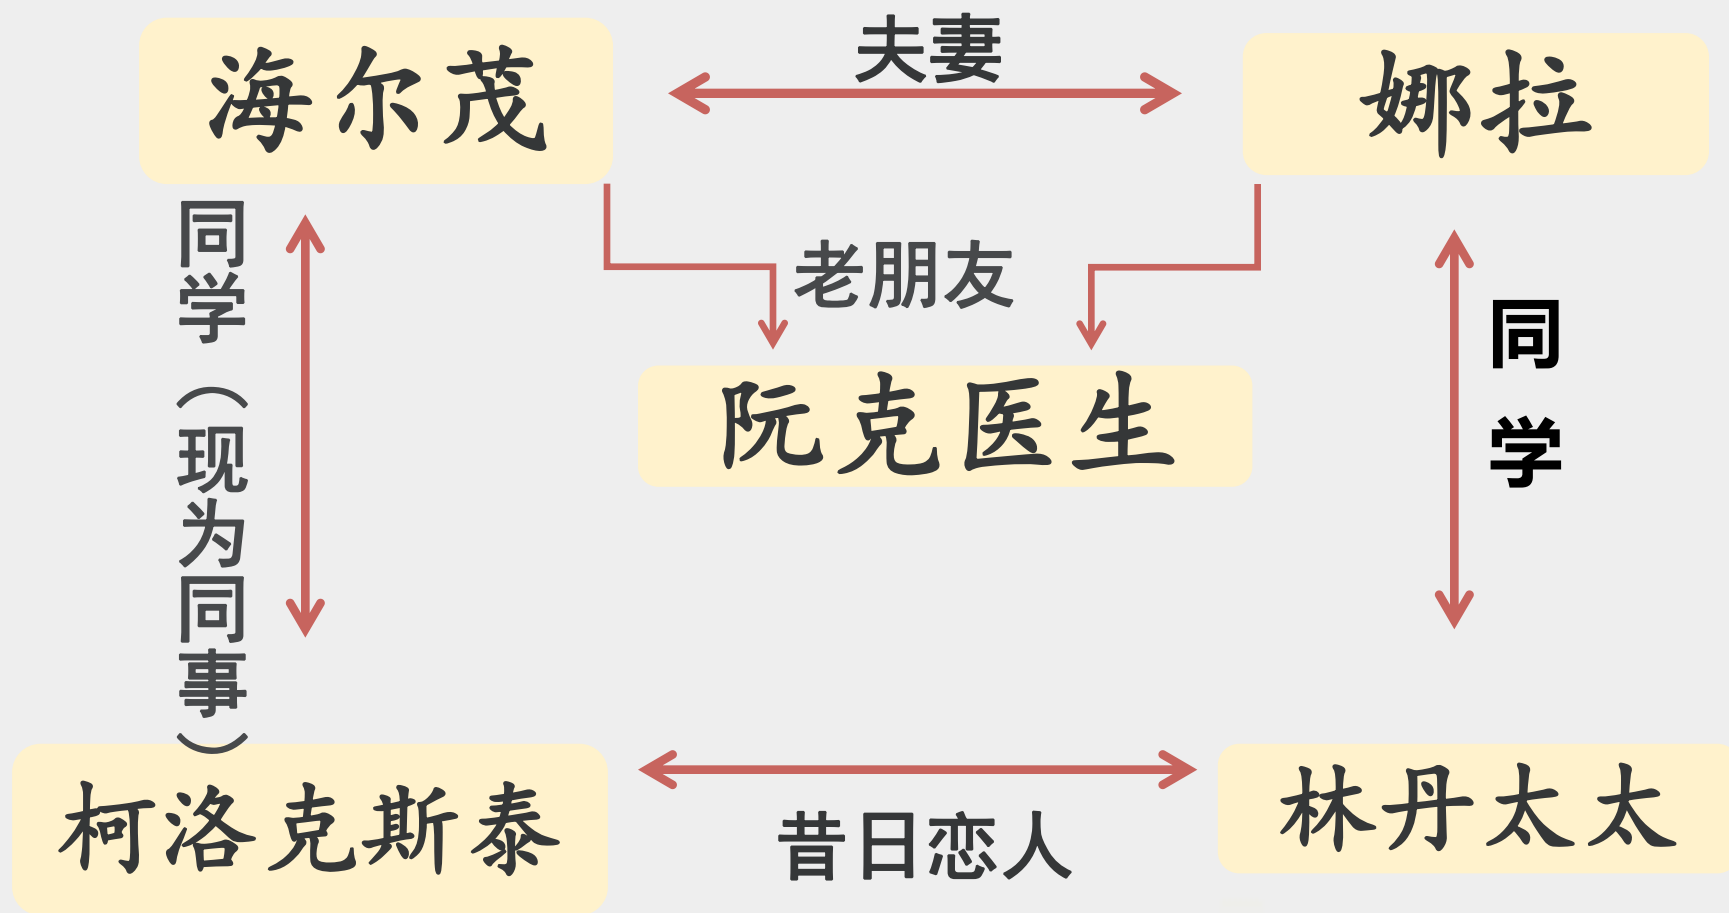 海尔茂
夫妻
娜拉
同学（现为同事）
老朋友
同学
阮克医生
柯洛克斯泰
昔日恋人
林丹太太